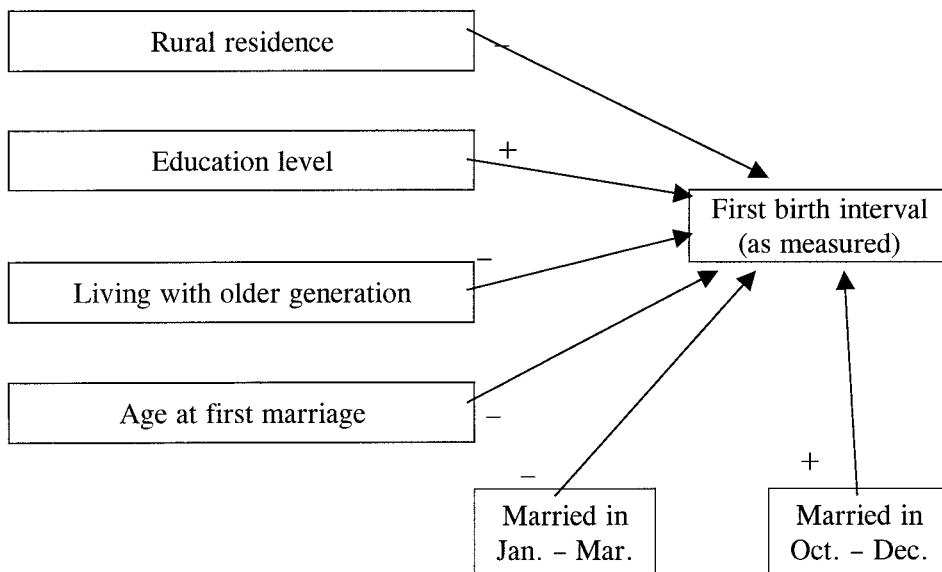 Rural residence
–
Education level
+
First birth interval
(as measured)
–
Living with older generation
Age at first marriage
–
–
+
Married in
Jan. – Mar.
Married in
Oct. – Dec.